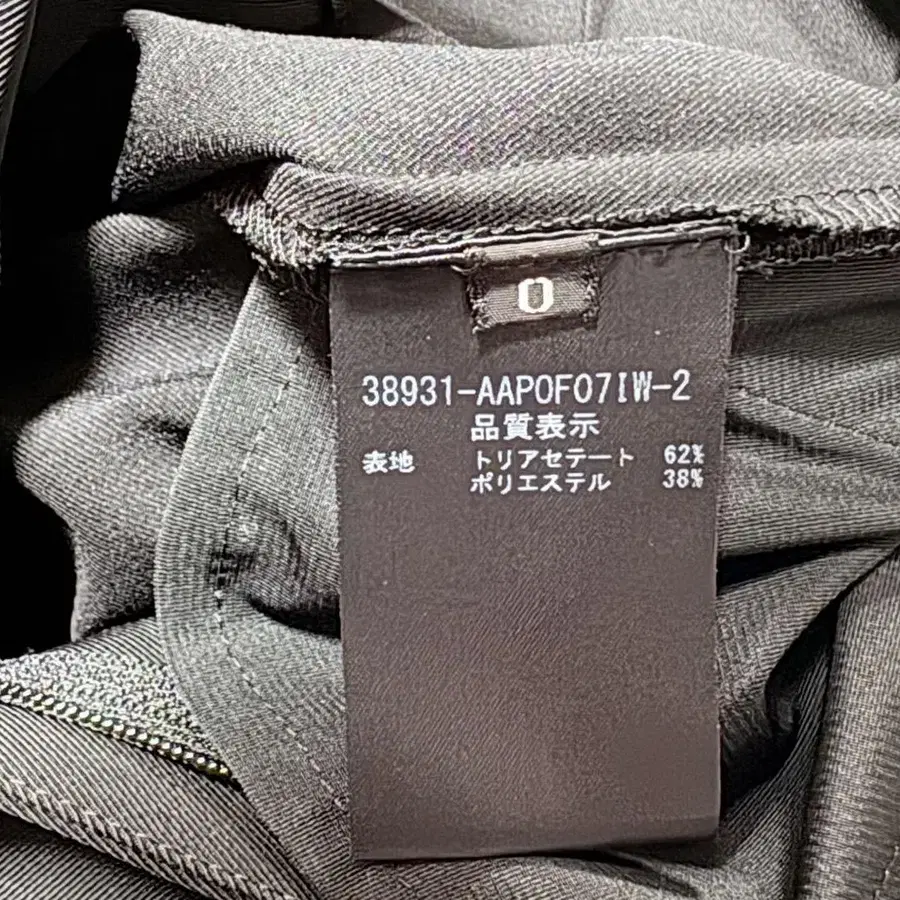 0
38931-AAP0F07IW-2
品質表示
表地 トリアセテート 62%
ポリエステル 38%